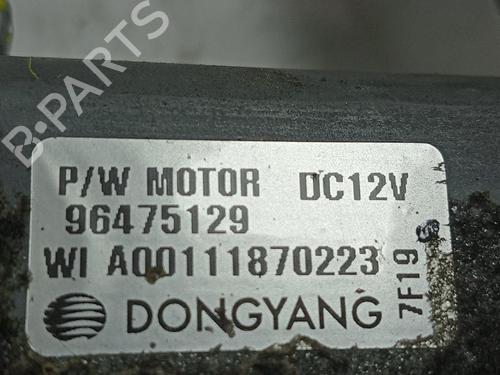 B-PARTS
P/W MOTOR DC12V
96475129
WI A00111870223
DONGYANG
7F19